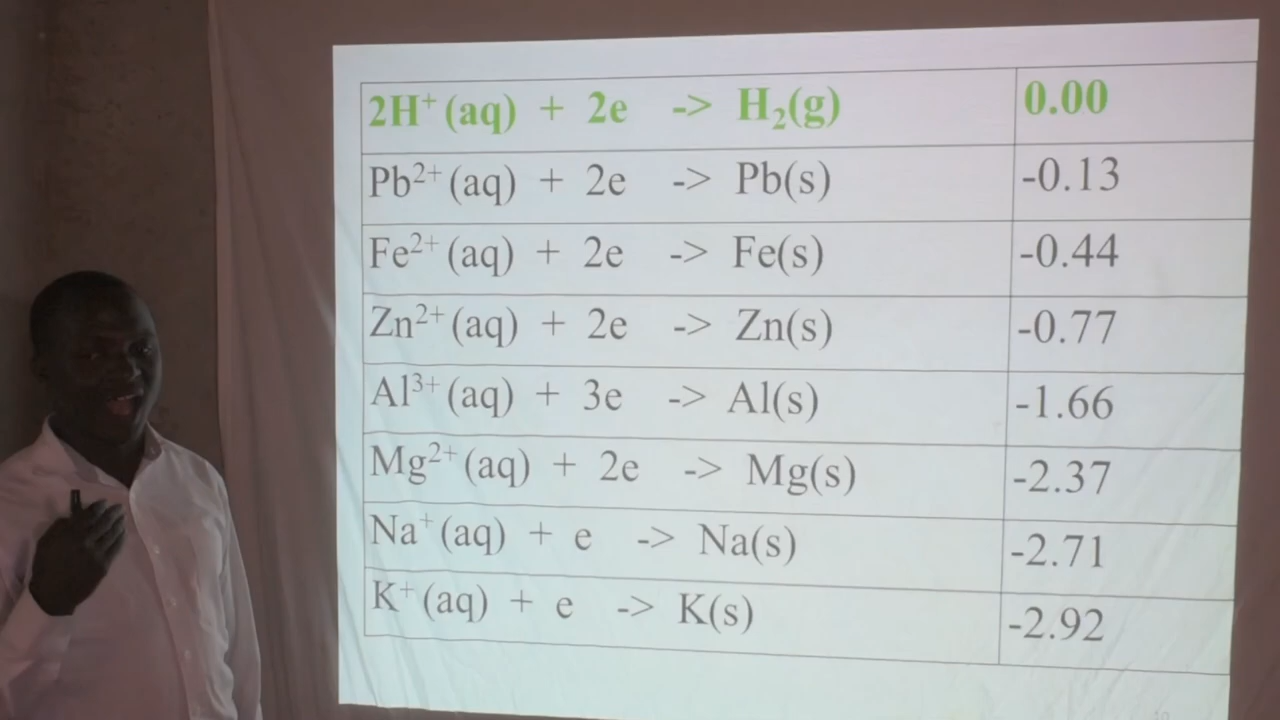 2H⁺ (aq) + 2e -> H₂(g) 0.00
Pb²⁺ (aq) + 2e -> Pb(s) -0.13
Fe²⁺ (aq) + 2e -> Fe(s) -0.44
Zn²⁺ (aq) + 2e -> Zn(s) -0.77
Al³⁺ (aq) + 3e -> Al(s) -1.66
Mg²⁺ (aq) + 2e -> Mg(s) -2.37
Na⁺ (aq) + e -> Na(s) -2.71
K⁺ (aq) + e -> K(s) -2.92